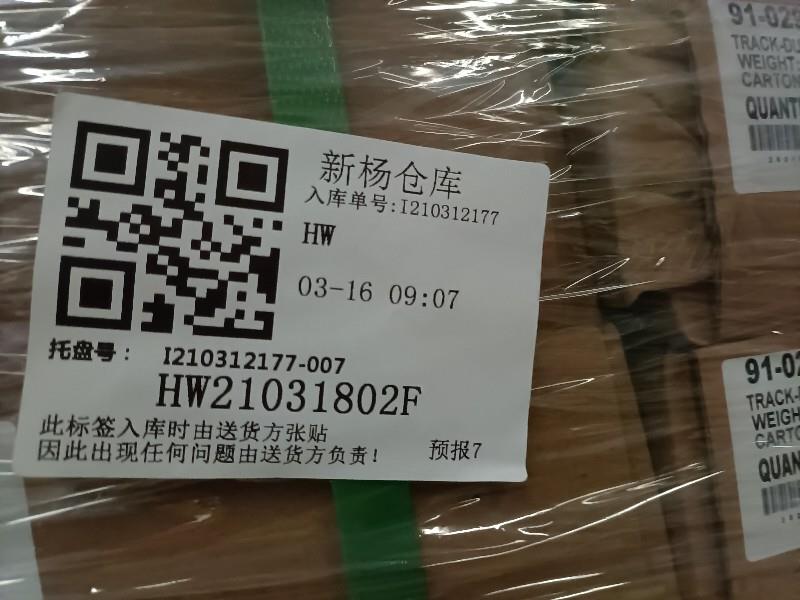 新杨仓库
入库单号:I210312177
HW
03-16 09:07
托盘号： I210312177-007
HW21031802F
此标签入库时由送货方张贴
因此出现任何问题由送货方负责！
预报7
91-029
TRACK-DU
WEIGHT:
CARTON
QUANT
91-02
TRACK-
WEIGH
CARTO
QUAN